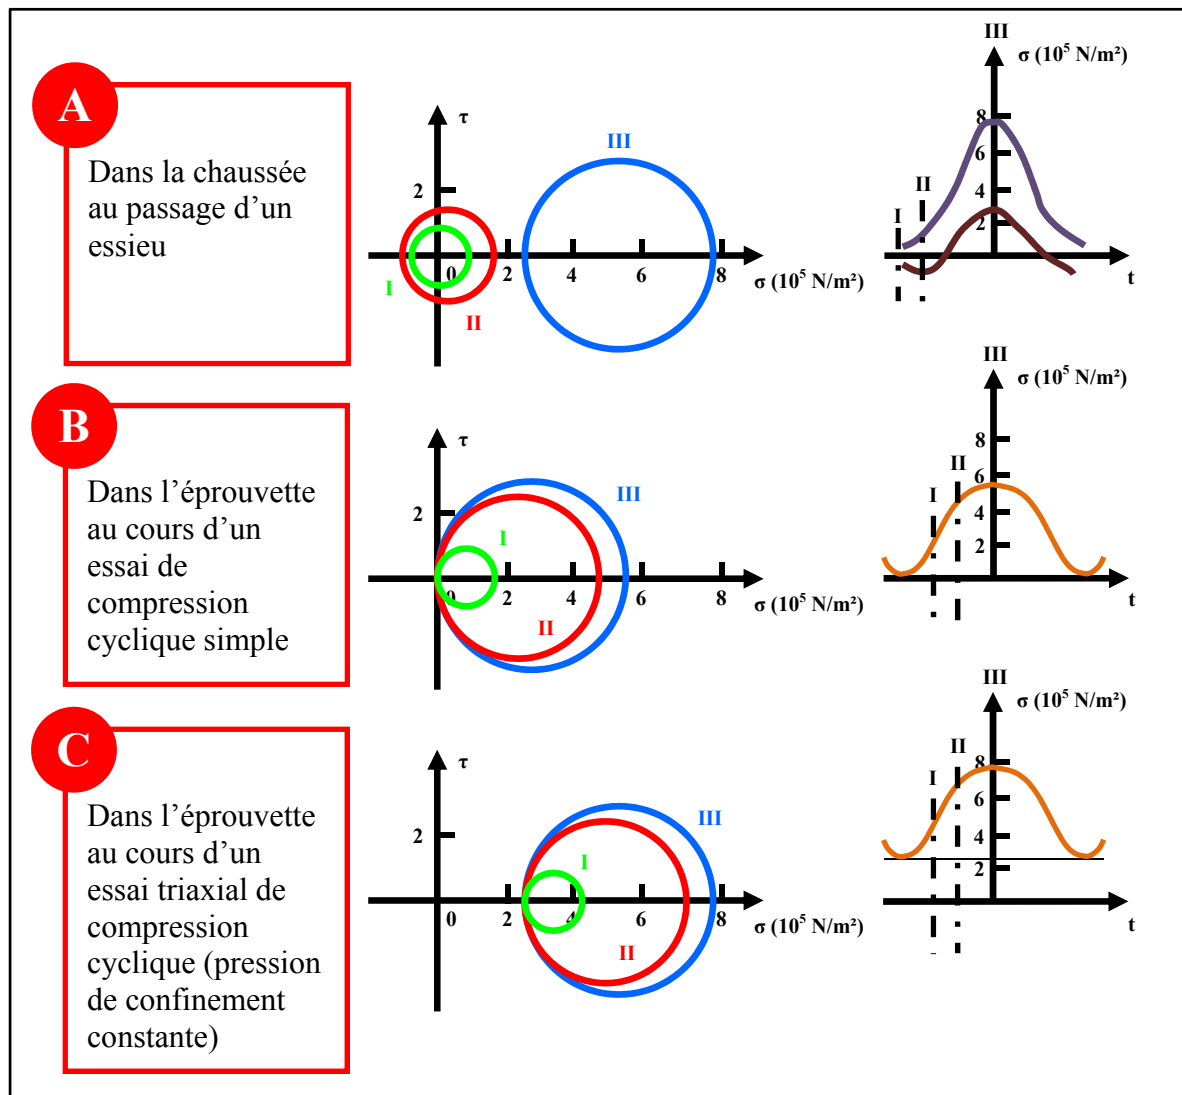 A
Dans la chaussée
au passage d'un
essieu
τ
2
0
2
4
6
8
σ (10⁵ N/m²)
I
II
III
III
σ (10⁵ N/m²)
8
6
4
2
I
II
t
B
Dans l'éprouvette
au cours d'un
essai de
compression
cyclique simple
τ
2
0
2
4
6
8
σ (10⁵ N/m²)
I
II
III
III
σ (10⁵ N/m²)
8
6
4
2
I
II
t
C
Dans l'éprouvette
au cours d'un
essai triaxial de
compression
cyclique (pression
de confinement
constante)
τ
2
0
2
4
6
8
σ (10⁵ N/m²)
I
II
III
III
σ (10⁵ N/m²)
8
6
4
2
I
II
t